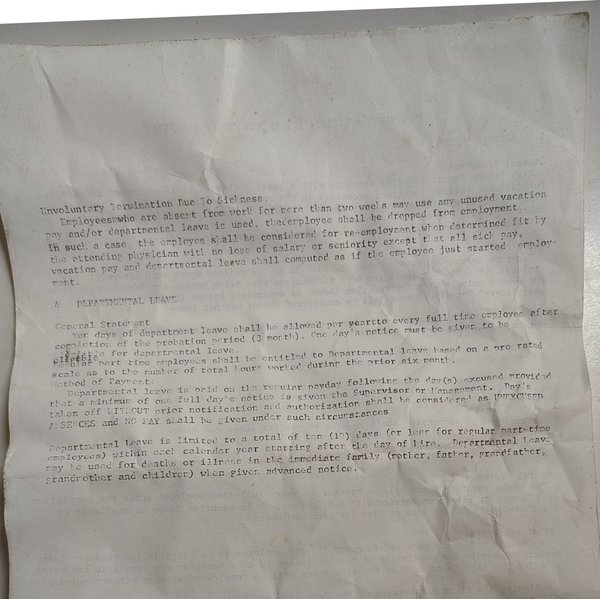 Unvoluntary Termination Due To Sickness
Employees who are absent from work for more than two weeks may use any unused vacation
pay and/or departmental leave is used, the employee shall be dropped from employment.
In such a case, the employee shall be considered for re-employment when determined fit by
the attending physician with no loss of salary or seniority except that all sick pay,
vacation pay and departmental leave shall computed as if the employee just started employ-
ment.
DEPARTMENTAL LEAVE
General Statement
Ten days of department leave shall be allowed per year to every full time employee after
completion of the probation period (3 month). One day's notice must be given to be
eligible for departmental leave
Regular part time employees shall be entitled to Departmental leave based on a pro rated
scale as to the number of total hours worked during the prior six month.
Method of Payment.
Departmental leave is paid on the regular payday following the day(s) excused provided
that a minimum of one full day's notice is given the Supervisor or Management. Day's
taken off WITHOUT prior notification and authorization shall be considered as UNEXCUSED
ABSENCES and NO PAY shall be given under such circumstances
Departmental Leave is limited to a total of ten (10) days (or less for regular part-time
employees) within each calendar year starting after the day of hire. Departmental Leave
may be used for deaths or illness in the immediate family (mother, father, grandfather,
grandmother and children) when given advanced notice.